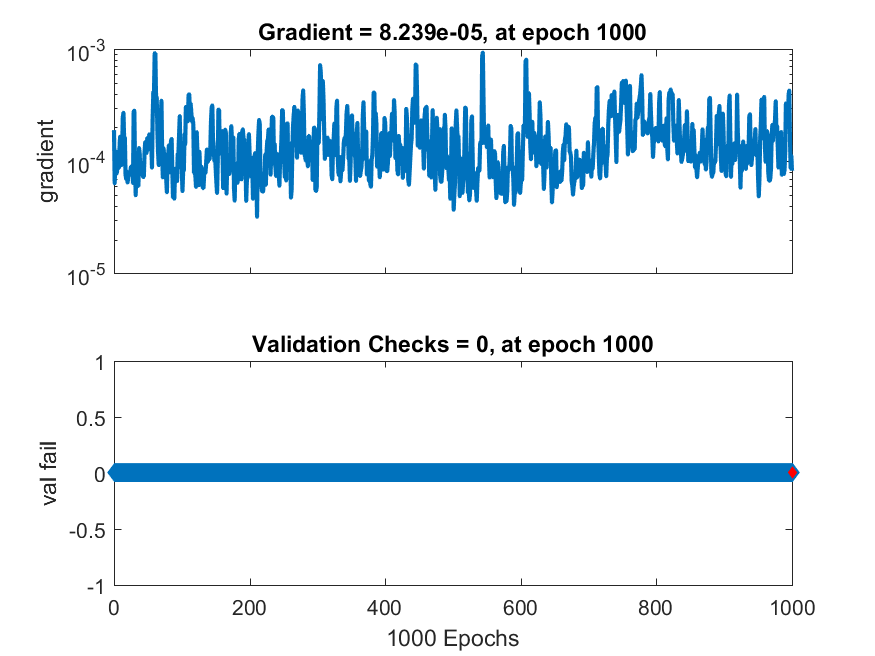 Gradient = 8.239e-05, at epoch 1000
10^-3
10^-4
10^-5
gradient
Validation Checks = 0, at epoch 1000
1
0.5
0
-0.5
-1
val fail
0 200 400 600 800 1000
1000 Epochs